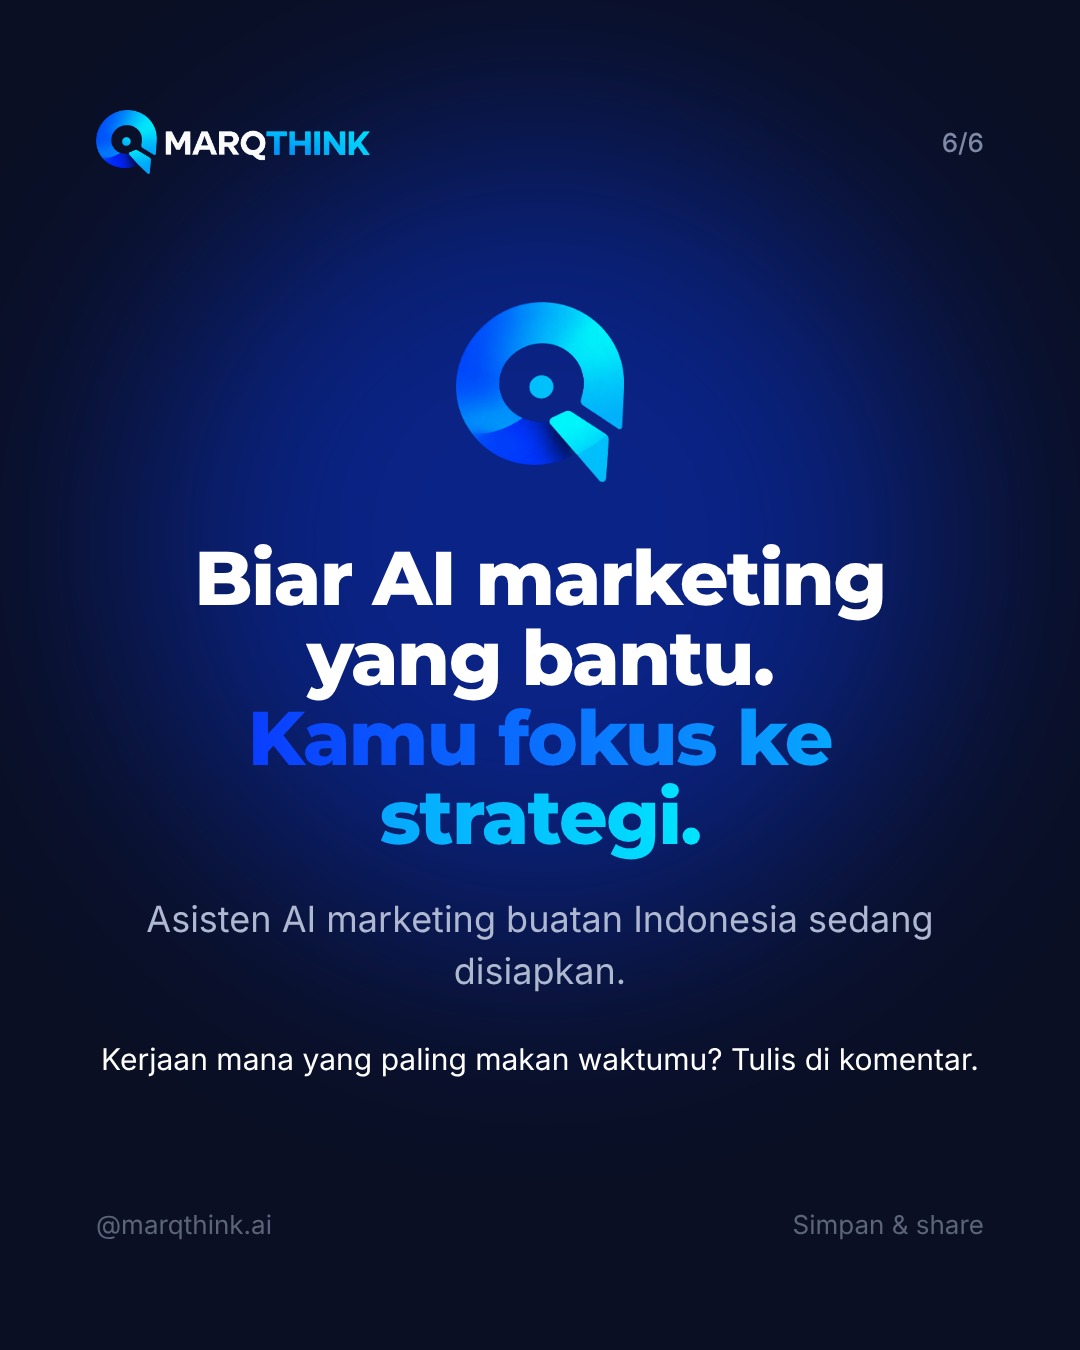 MARQTHINK
6/6
Biar AI marketing
yang bantu.
Kamu fokus ke
strategi.
Asisten AI marketing buatan Indonesia sedang
disiapkan.
Kerjaan mana yang paling makan waktumu? Tulis di komentar.
@marqthink.ai
Simpan & share